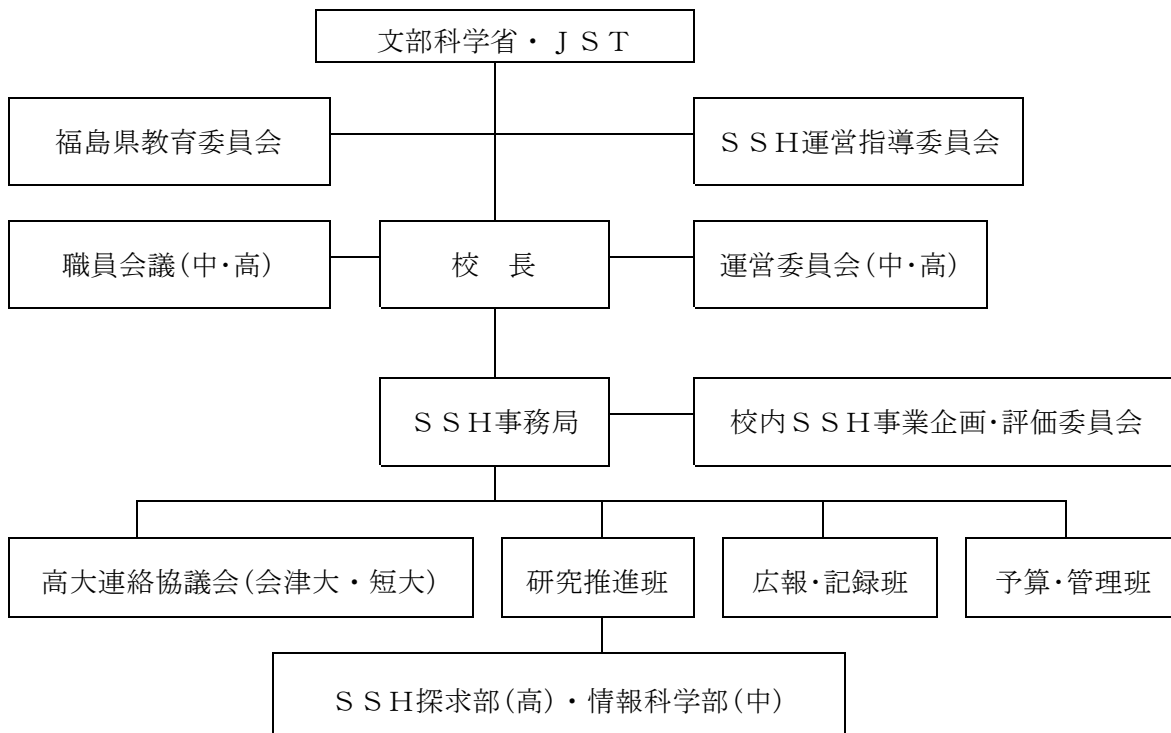 文部科学省・ＪＳＴ
福島県教育委員会
ＳＳＨ運営指導委員会
職員会議(中・高)
校　長
運営委員会(中・高)
ＳＳＨ事務局
校内ＳＳＨ事業企画・評価委員会
高大連絡協議会(会津大・短大)
研究推進班
広報・記録班
予算・管理班
ＳＳＨ探求部(高)・情報科学部(中)